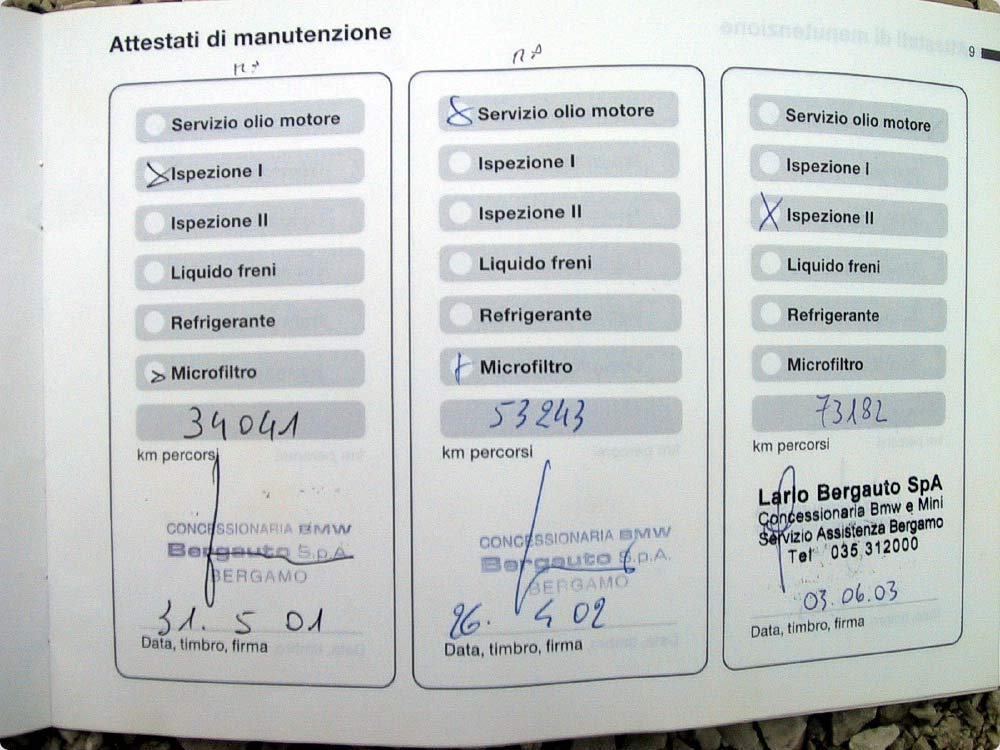 Attestati di manutenzione
9
Servizio olio motore
Ispezione I
Ispezione II
Liquido freni
Refrigerante
Microfiltro
34041
km percorsi
CONCESSIONARIA BMW
Bergauto S.p.A.
BERGAMO
31. 5 01
Data, timbro, firma
Servizio olio motore
Ispezione I
Ispezione II
Liquido freni
Refrigerante
Microfiltro
53243
km percorsi
CONCESSIONARIA BMW
Bergauto S.p.A.
BERGAMO
26. 4 02
Data, timbro, firma
Servizio olio motore
Ispezione I
Ispezione II
Liquido freni
Refrigerante
Microfiltro
73182
km percorsi
Lario Bergauto SpA
Concessionaria Bmw e Mini
Servizio Assistenza Bergamo
Tel 035 312000
03.06.03
Data, timbro, firma